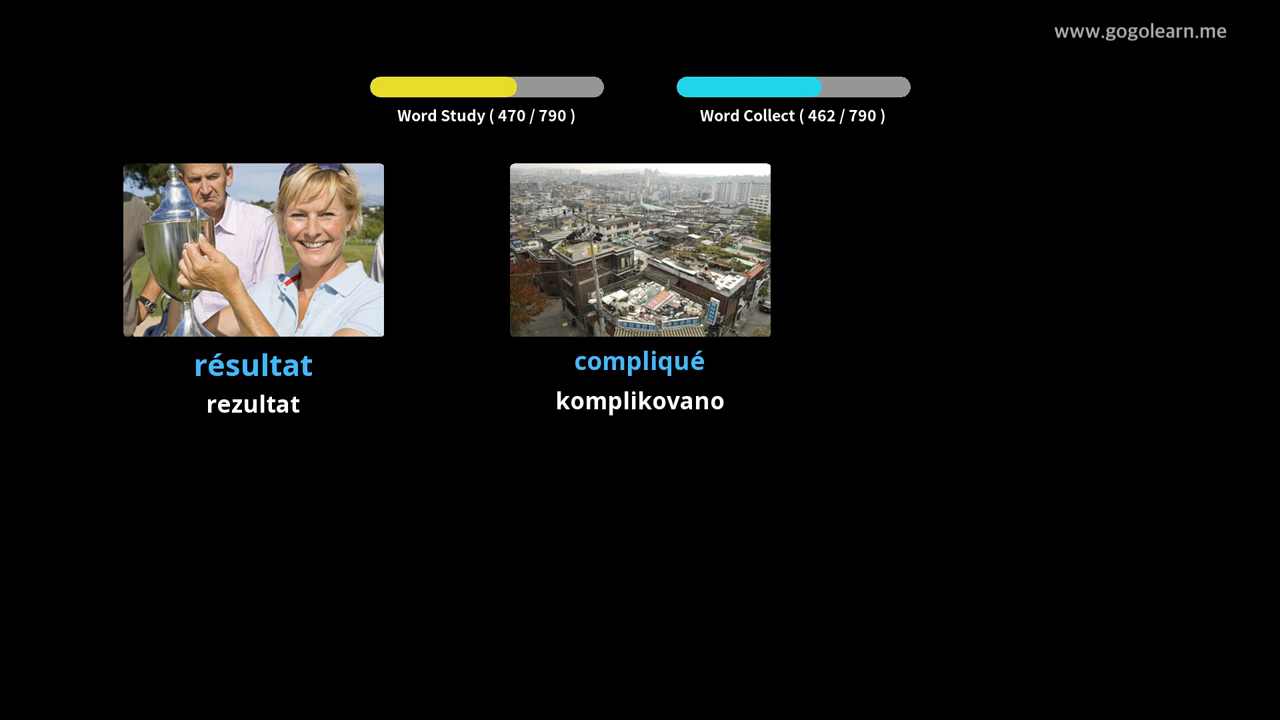 www.gogolearn.me
Word Study ( 470 / 790 )
Word Collect ( 462 / 790 )
résultat
rezultat
compliqué
komplikovano